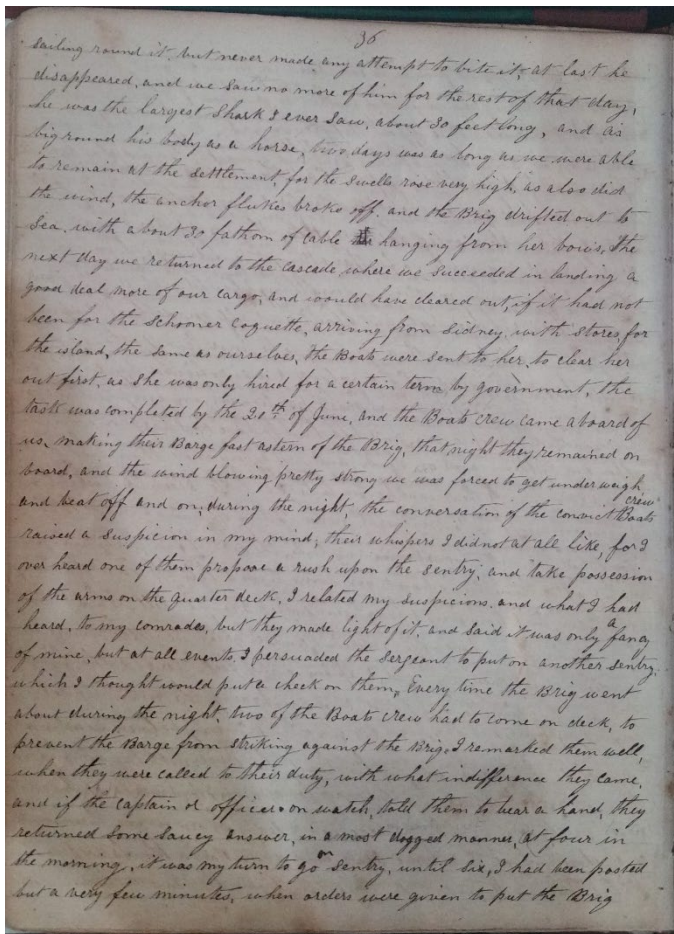 36
sailing round it, but never made any attempt to bite it, at last he
disappeared, and we saw no more of him for the rest of that day,
he was the largest Shark I ever saw, about 30 feet long, and as
big round his body as a horse, two days was as long as we were able
to remain at the settlement, for the swells rose very high, as also did
the wind, the anchor flukes broke off, and the Brig drifted out to
Sea, with about 30 fathom of cable hanging from her bows, The
next day we returned to the Cascade where we succeeded in landing a
good deal more of our cargo, and would have cleared out, if it had not
been for the Schooner Coquette, arriving from Sidney, with stores for
the island, the same as ourselves, the Boats were sent to her, to clear her
out first, as she was only hired for a certain term by government, the
task was completed by the 20th of June, and the Boats crew came aboard of
us, making their Barge fast astern of the Brig, that night they remained on
board, and the wind blowing pretty strong we was forced to get under weigh
and beat off and on, during the night, the conversation of the convict Boats crew
raised a suspicion in my mind, their whispers I did not at all like, for I
over heard one of them propose a rush upon the sentry, and take possession
of the arms on the quarter deck, I related my suspicions, and what I had
heard, to my comrades, but they made light of it, and said it was only a fancy
of mine, but at all events, I persuaded the Sergeant to put on another sentry,
which I thought would put a check on them, Every time the Brig went
about during the night, two of the Boats crew had to come on deck, to
prevent the Barge from striking against the Brig, I remarked them well,
when they were called to their duty, with what indifference they came,
and if the captain or officer on watch, told them to bear a hand, they
returned some saucy answer, in a most dogged manner, at four in
the morning, it was my turn to go on sentry, until six, I had been posted
but a very few minutes, when orders were given to put the Brig